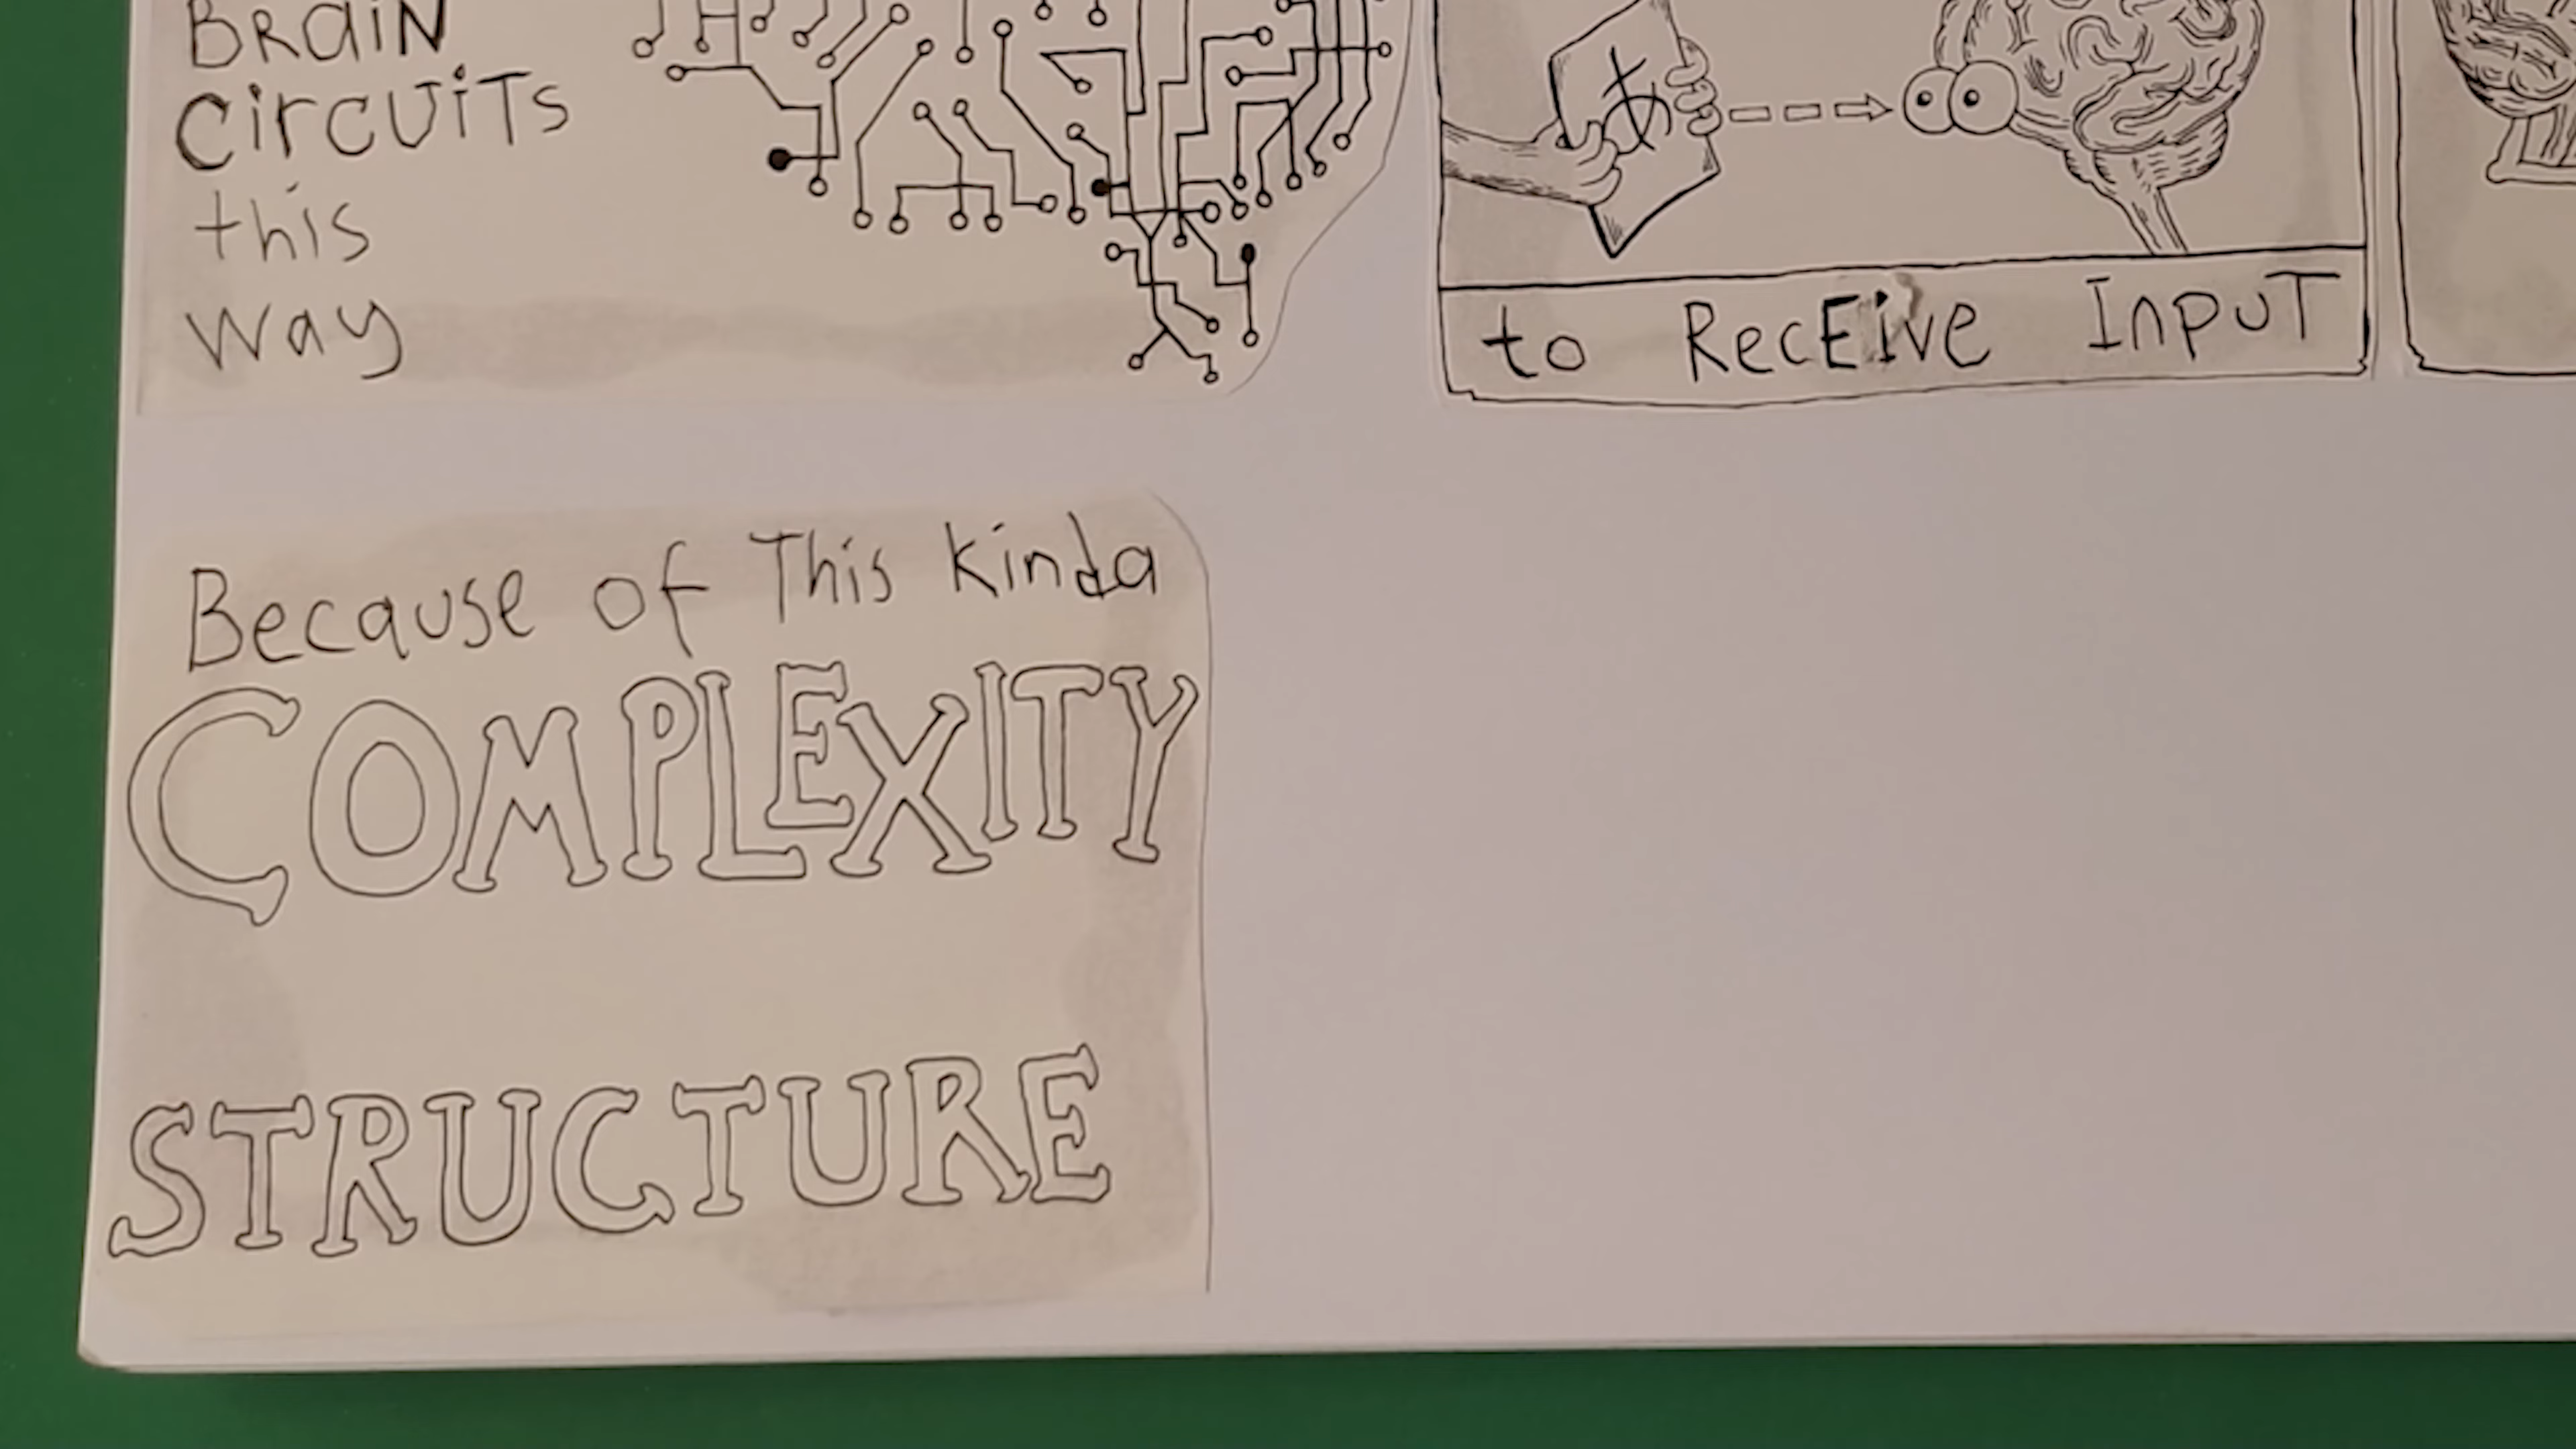 BRaiN
CircUiTs
this
way
あ
to RecEive InpuT
Because of This Kinda
COMPLEXITY
STRUCTURE